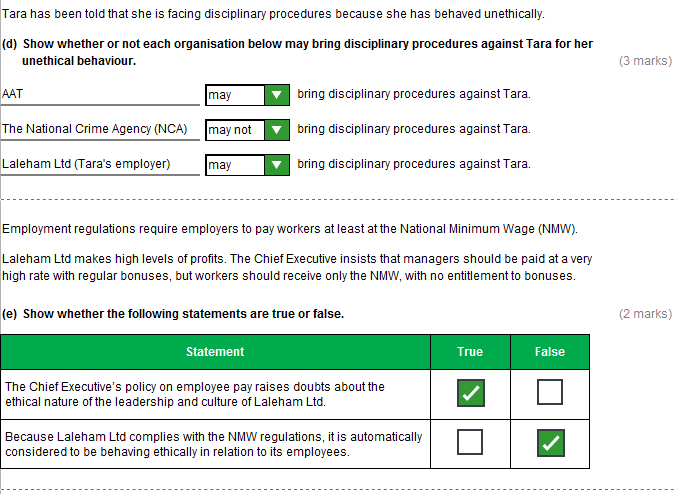 Tara has been told that she is facing disciplinary procedures because she has behaved unethically.
(d) Show whether or not each organisation below may bring disciplinary procedures against Tara for her
unethical behaviour. (3 marks)
AAT may bring disciplinary procedures against Tara.
The National Crime Agency (NCA) may not bring disciplinary procedures against Tara.
Laleham Ltd (Tara's employer) may bring disciplinary procedures against Tara.
Employment regulations require employers to pay workers at least at the National Minimum Wage (NMW).
Laleham Ltd makes high levels of profits. The Chief Executive insists that managers should be paid at a very
high rate with regular bonuses, but workers should receive only the NMW, with no entitlement to bonuses.
(e) Show whether the following statements are true or false. (2 marks)
Statement True False
The Chief Executive's policy on employee pay raises doubts about the
ethical nature of the leadership and culture of Laleham Ltd.
Because Laleham Ltd complies with the NMW regulations, it is automatically
considered to be behaving ethically in relation to its employees.